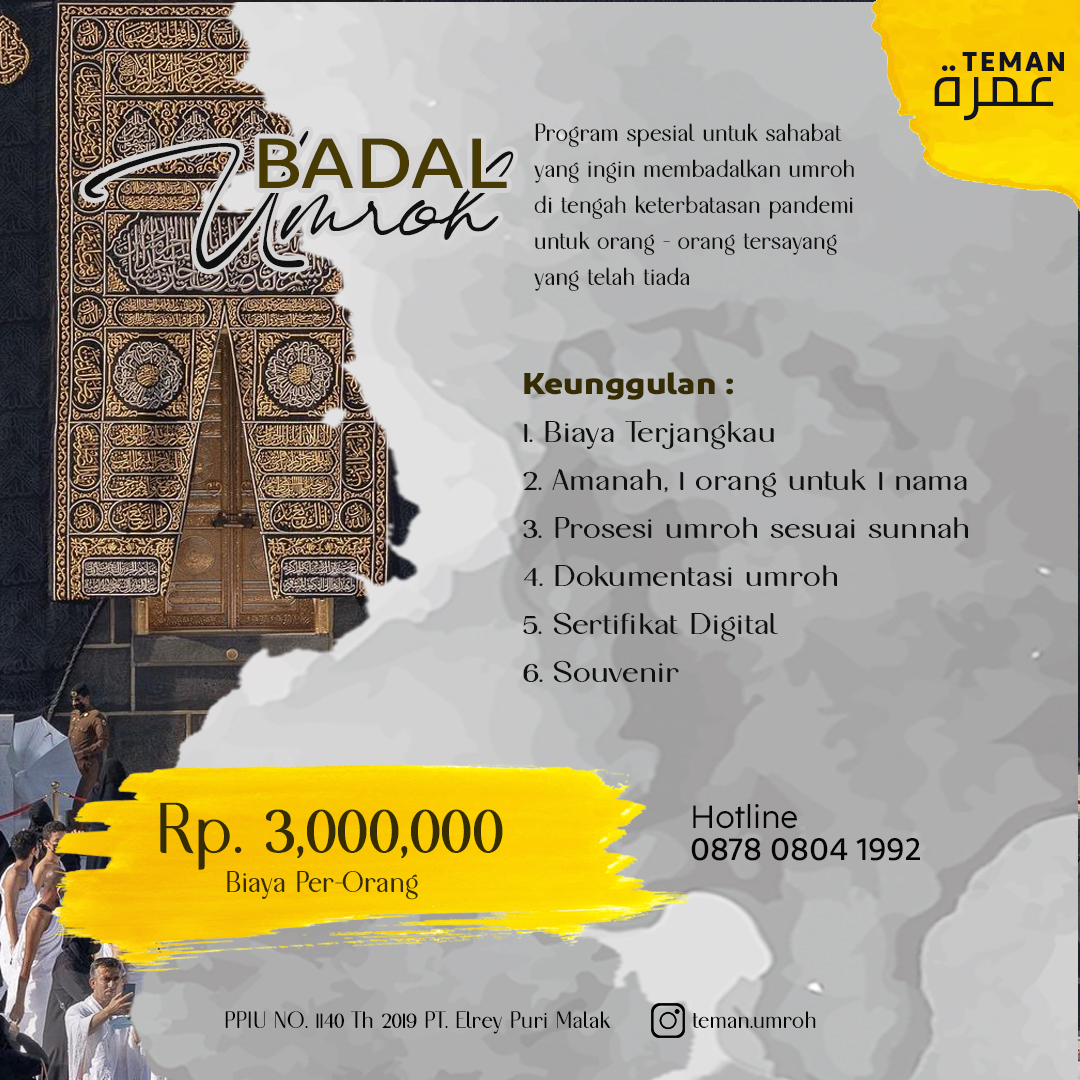 TEMAN
عمرة
BADAL
Umroh
Program spesial untuk sahabat
yang ingin membadalkan umroh
di tengah keterbatasan pandemi
untuk orang - orang tersayang
yang telah tiada
Keunggulan :
1. Biaya Terjangkau
2. Amanah, 1 orang untuk 1 nama
3. Prosesi umroh sesuai sunnah
4. Dokumentasi umroh
5. Sertifikat Digital
6. Souvenir
Rp. 3,000,000
Biaya Per-Orang
Hotline
0878 0804 1992
PPIU NO. 1140 Th 2019 PT. Elrey Puri Malak
teman.umroh